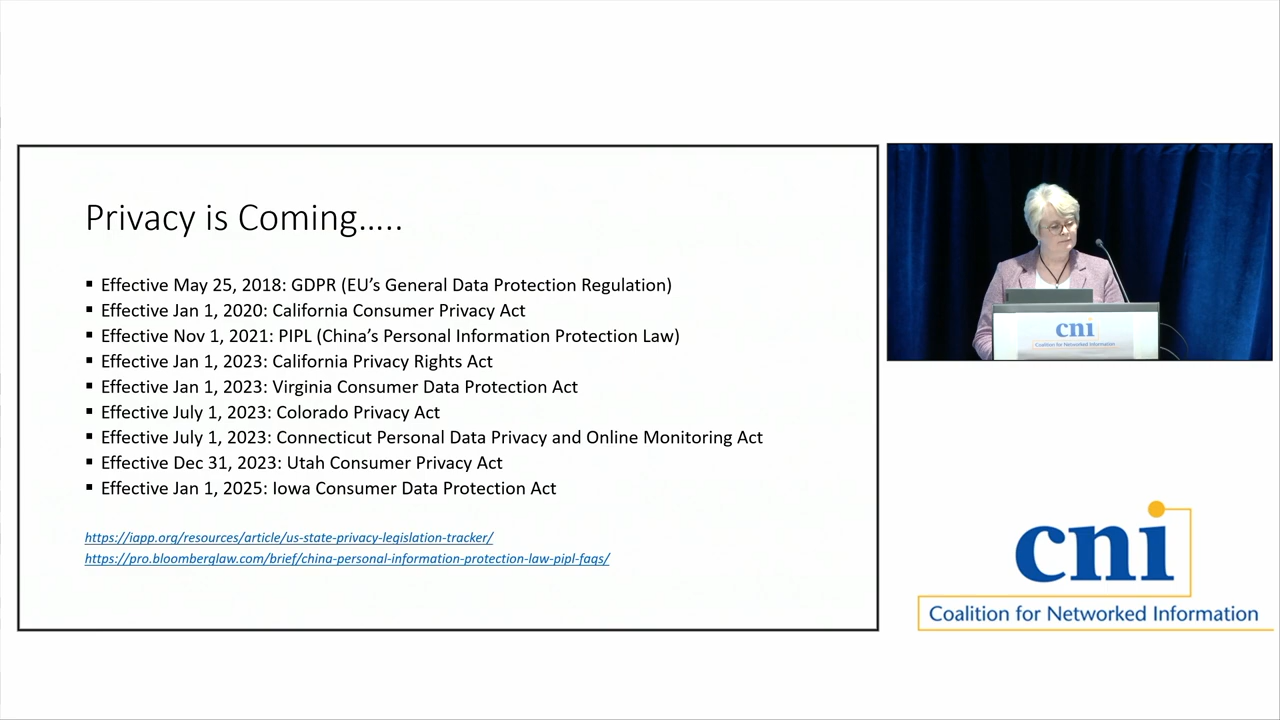 Privacy is Coming.....
▪ Effective May 25, 2018: GDPR (EU’s General Data Protection Regulation)
▪ Effective Jan 1, 2020: California Consumer Privacy Act
▪ Effective Nov 1, 2021: PIPL (China’s Personal Information Protection Law)
▪ Effective Jan 1, 2023: California Privacy Rights Act
▪ Effective Jan 1, 2023: Virginia Consumer Data Protection Act
▪ Effective July 1, 2023: Colorado Privacy Act
▪ Effective July 1, 2023: Connecticut Personal Data Privacy and Online Monitoring Act
▪ Effective Dec 31, 2023: Utah Consumer Privacy Act
▪ Effective Jan 1, 2025: Iowa Consumer Data Protection Act
https://iapp.org/resources/article/us-state-privacy-legislation-tracker/
https://pro.bloomberglaw.com/brief/china-personal-information-protection-law-pipl-faqs/
cni
Coalition for Networked Information
cni
Coalition for Networked Information